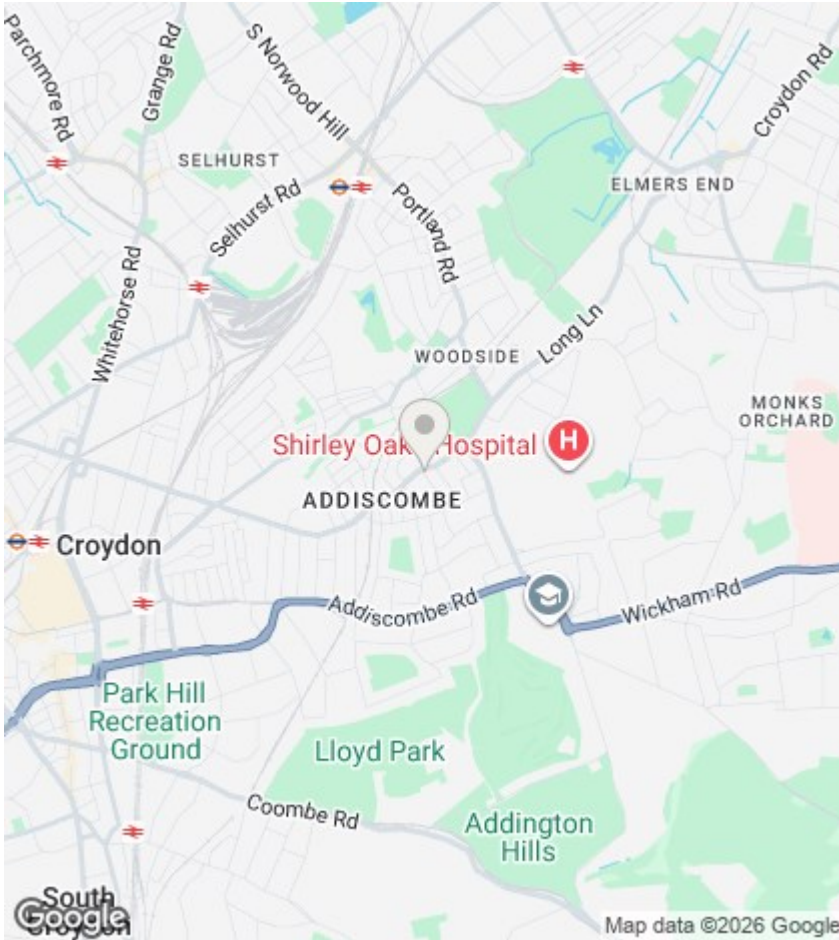 Parchmore Rd
Grange Rd
S Norwood Hill
Croydon Rd
SELHURST
ELMERS END
Selhurst Rd
Portland Rd
Whitehorse Rd
Long Ln
WOODSIDE
MONKS
ORCHARD
Shirley Oaks Hospital
H
ADDISCOMBE
Croydon
Addiscombe Rd
Wickham Rd
Park Hill
Recreation
Ground
Lloyd Park
Coombe Rd
Addington
Hills
South
Croydon
Google
Map data ©2026 Google